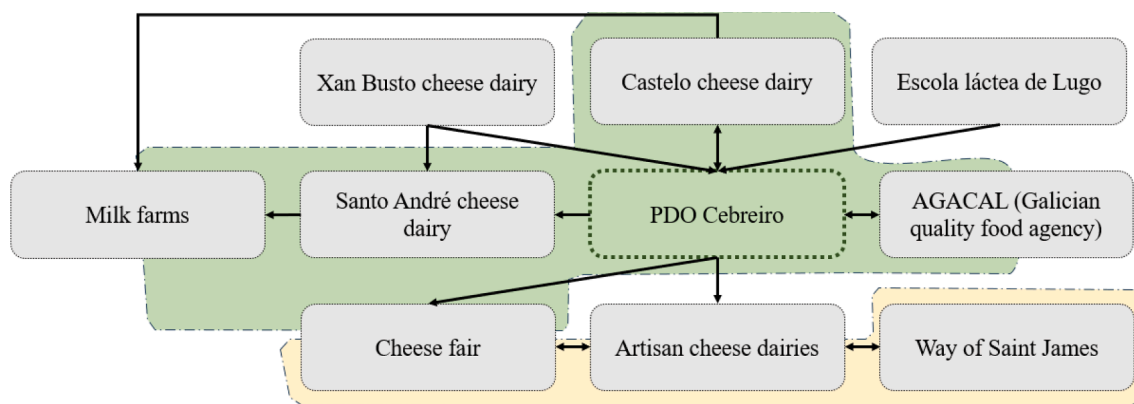 Xan Busto cheese dairy
Castelo cheese dairy
Escola láctea de Lugo
Milk farms
Santo André cheese
dairy
PDO Cebreiro
AGACAL (Galician
quality food agency)
Cheese fair
Artisan cheese dairies
Way of Saint James